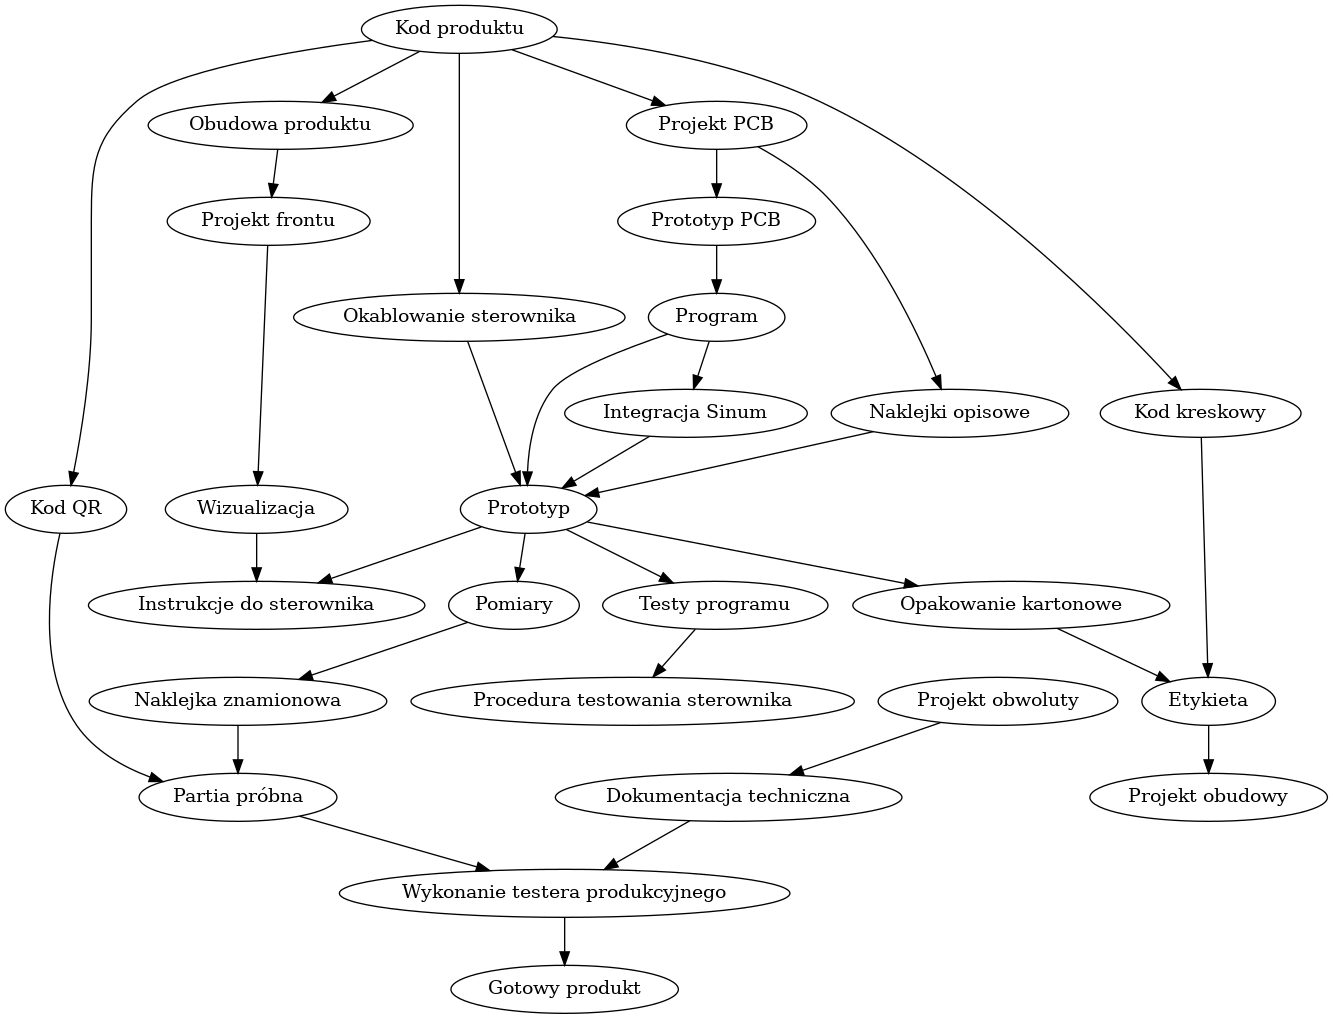 Kod produktu
Obudowa produktu
Projekt PCB
Projekt frontu
Prototyp PCB
Okablowanie sterownika
Program
Integracja Sinum
Naklejki opisowe
Kod kreskowy
Kod QR
Wizualizacja
Prototyp
Instrukcje do sterownika
Pomiary
Testy programu
Opakowanie kartonowe
Naklejka znamionowa
Procedura testowania sterownika
Projekt obwoluty
Etykieta
Partia próbna
Dokumentacja techniczna
Projekt obudowy
Wykonanie testera produkcyjnego
Gotowy produkt